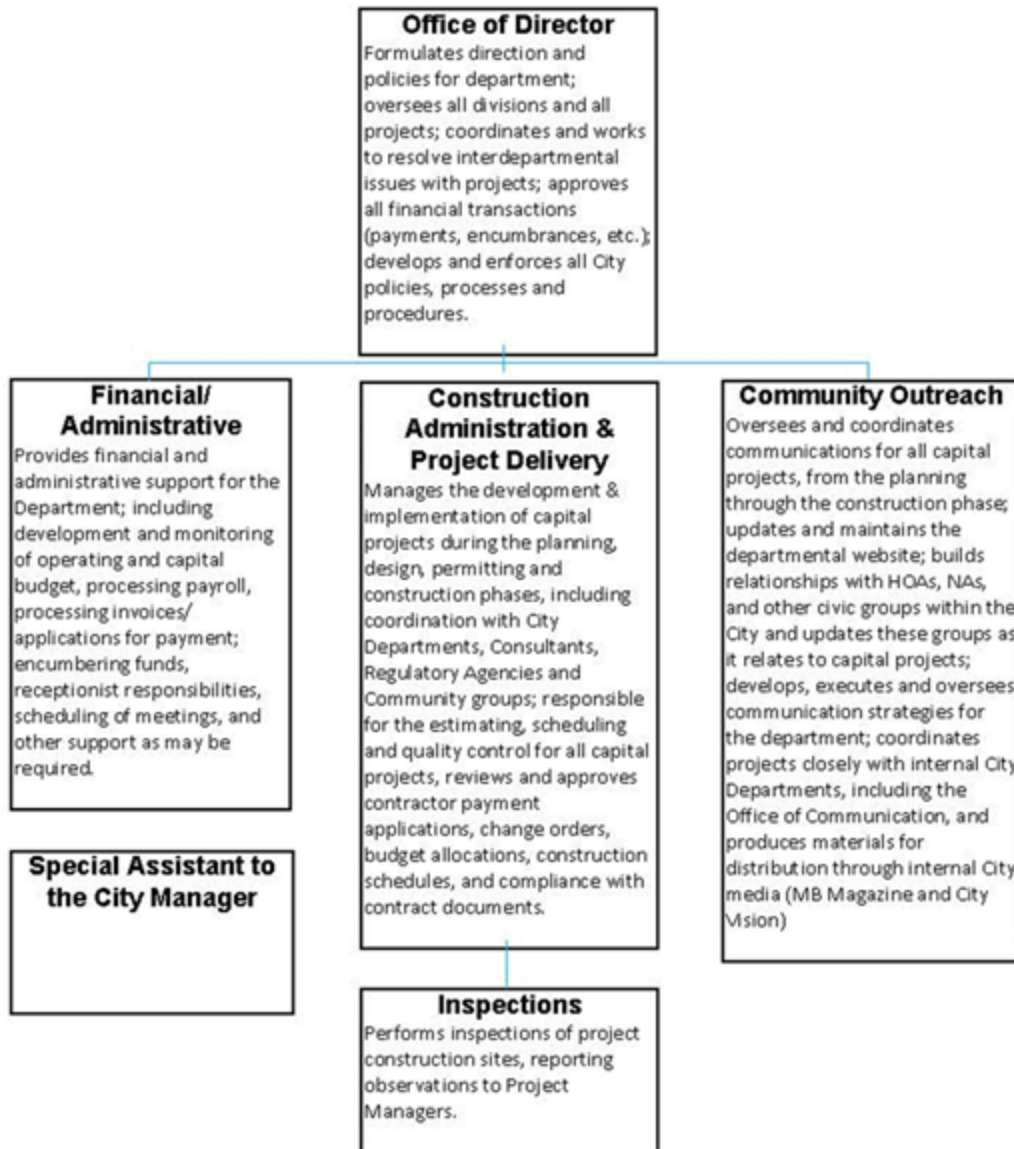 Office of Director
Formulates direction and
policies for department;
oversees all divisions and all
projects; coordinates and works
to resolve interdepartmental
issues with projects; approves
all financial transactions
(payments, encumbrances, etc.);
develops and enforces all City
policies, processes and
procedures.
Financial/
Administrative
Provides financial and
administrative support for the
Department; including
development and monitoring
of operating and capital
budget, processing payroll,
processing invoices/
applications for payment;
encumbering funds,
receptionist responsibilities,
scheduling of meetings, and
other support as may be
required.
Special Assistant to
the City Manager
Construction
Administration &
Project Delivery
Manages the development &
implementation of capital
projects during the planning,
design, permitting and
construction phases, including
coordination with City
Departments, Consultants,
Regulatory Agencies and
Community groups; responsible
for the estimating, scheduling
and quality control for all capital
projects, reviews and approves
contractor payment
applications, change orders,
budget allocations, construction
schedules, and compliance with
contract documents.
Inspections
Performs inspections of project
construction sites, reporting
observations to Project
Managers.
Community Outreach
Oversees and coordinates
communications for all capital
projects, from the planning
through the construction phase;
updates and maintains the
departmental website; builds
relationships with HOAs, NAs,
and other civic groups within the
City and updates these groups as
it relates to capital projects;
develops, executes and oversees
communication strategies for
the department; coordinates
projects closely with internal City
Departments, including the
Office of Communication, and
produces materials for
distribution through internal City
media (MB Magazine and City
Vision)